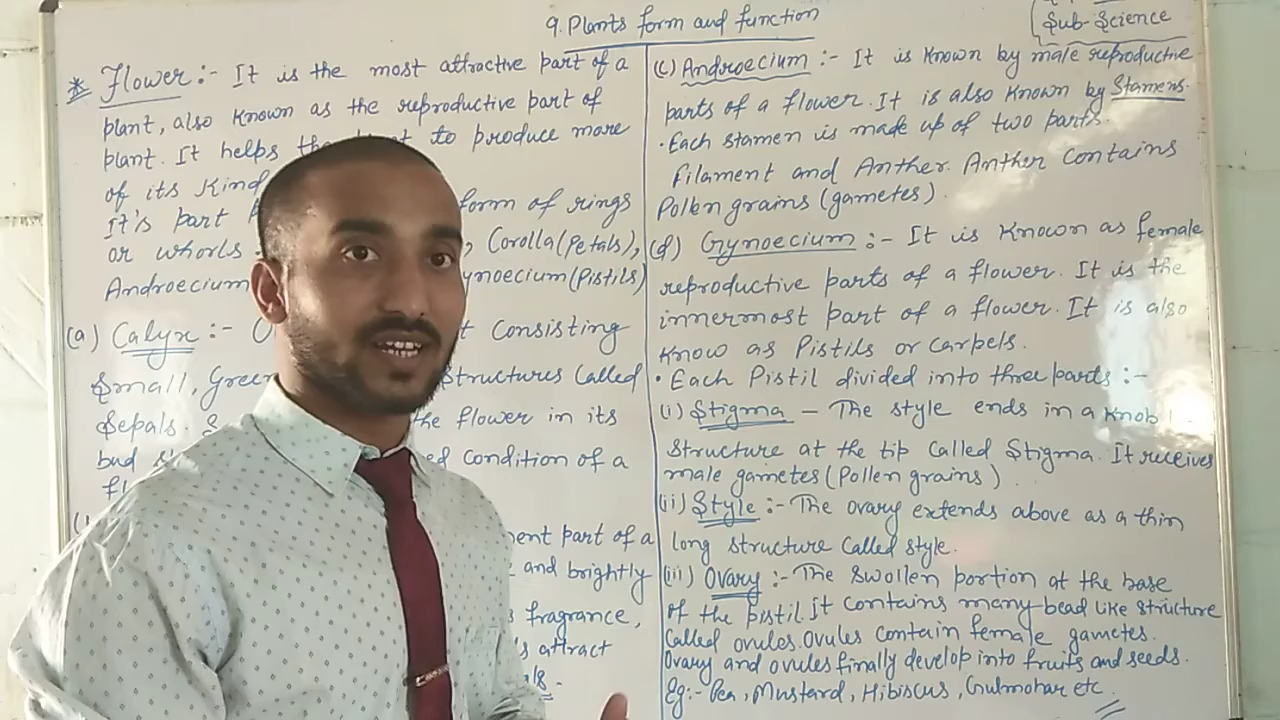 9. Plants form and function
Sub-Science
* Flower:- It is the most attractive part of a
plant, also known as the reproductive part of
plant. It helps the to produce more
of its kind
It's part form of rings
or whorls , Corolla(Petals),
Androecium ynoecium(Pistils)
(a) Calyx:- consisting
Small, Green structures called
Sepals. the flower in its
bud condition of a
part of a
and brightly
fragrance,
attract
(c) Androecium:- It is known by male reproductive
parts of a flower. It is also known by Stamens.
• Each stamen is made up of two parts.
Filament and Anther. Anther contains
Pollen grains (gametes).
(d) Gynoecium:- It is known as female
reproductive parts of a flower. It is the
innermost part of a flower. It is also
know as Pistils or carpels.
• Each Pistil divided into three parts:-
(i) Stigma - The style ends in a knob
structure at the tip called Stigma. It receives
male gametes (Pollen grains)
(ii) Style:- The ovary extends above as a thin
long structure called style.
(iii) Ovary:- The swollen portion at the base
of the pistil. It contains many bead like structure
called ovules. Ovules contain female gametes.
Ovary and ovules finally develop into fruits and seeds.
Eg:- Pea, Mustard, Hibiscus, Gulmohar etc.